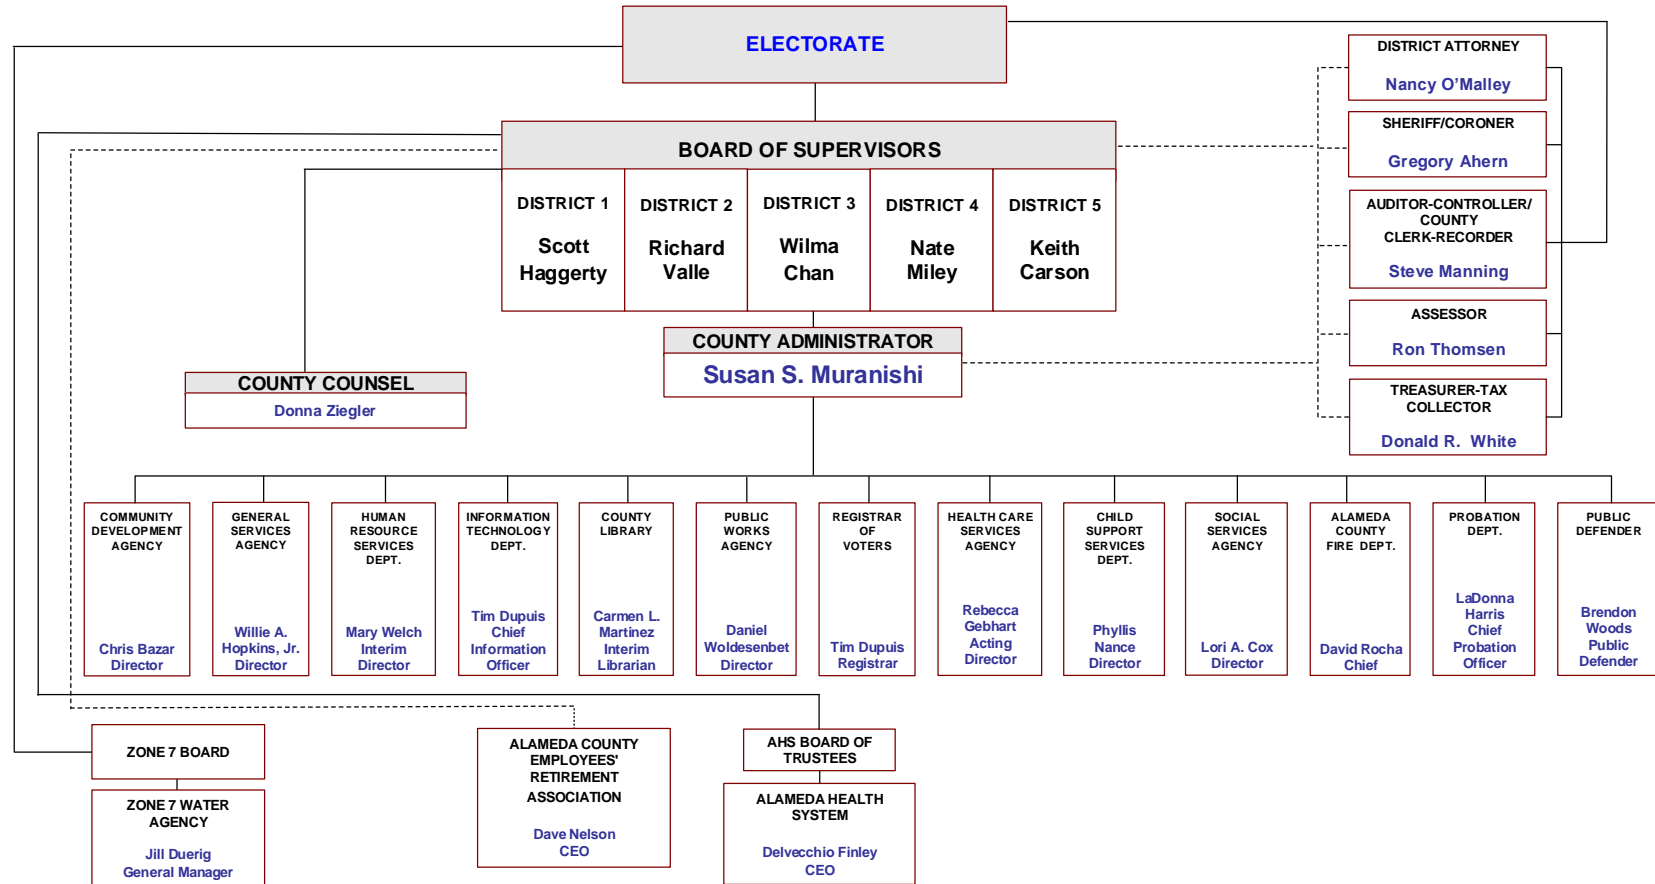 ELECTORATE
BOARD OF SUPERVISORS
DISTRICT 1
Scott
Haggerty
DISTRICT 2
Richard
Valle
DISTRICT 3
Wilma
Chan
DISTRICT 4
Nate
Miley
DISTRICT 5
Keith
Carson
DISTRICT ATTORNEY
Nancy O’Malley
SHERIFF/CORONER
Gregory Ahern
AUDITOR-CONTROLLER/
COUNTY
CLERK-RECORDER
Steve Manning
ASSESSOR
Ron Thomsen
TREASURER-TAX
COLLECTOR
Donald R. White
COUNTY ADMINISTRATOR
Susan S. Muranishi
COUNTY COUNSEL
Donna Ziegler
COMMUNITY
DEVELOPMENT
AGENCY
Chris Bazar
Director
GENERAL
SERVICES
AGENCY
Willie A.
Hopkins, Jr.
Director
HUMAN
RESOURCE
SERVICES
DEPT.
Mary Welch
Interim
Director
INFORMATION
TECHNOLOGY
DEPT.
Tim Dupuis
Chief
Information
Officer
COUNTY
LIBRARY
Carmen L.
Martinez
Interim
Librarian
PUBLIC
WORKS
AGENCY
Daniel
Woldesenbet
Director
REGISTRAR
OF
VOTERS
Tim Dupuis
Registrar
HEALTH CARE
SERVICES
AGENCY
Rebecca
Gebhart
Acting
Director
CHILD
SUPPORT
SERVICES
DEPT.
Phyllis
Nance
Director
SOCIAL
SERVICES
AGENCY
Lori A. Cox
Director
ALAMEDA
COUNTY
FIRE DEPT.
David Rocha
Chief
PROBATION
DEPT.
LaDonna
Harris
Chief
Probation
Officer
PUBLIC
DEFENDER
Brendon
Woods
Public
Defender
ZONE 7 BOARD
ZONE 7 WATER
AGENCY
Jill Duerig
General Manager
ALAMEDA COUNTY
EMPLOYEES'
RETIREMENT
ASSOCIATION
Dave Nelson
CEO
AHS BOARD OF
TRUSTEES
ALAMEDA HEALTH
SYSTEM
Delvecchio Finley
CEO